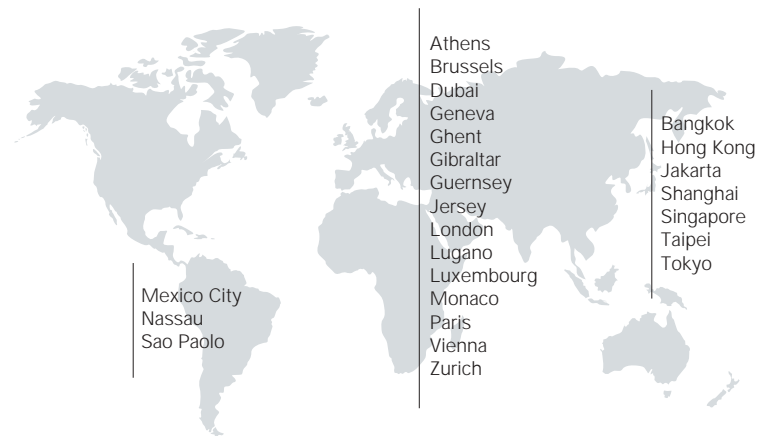 Mexico City
Nassau
Sao Paolo
Athens
Brussels
Dubai
Geneva
Ghent
Gibraltar
Guernsey
Jersey
London
Lugano
Luxembourg
Monaco
Paris
Vienna
Zurich
Bangkok
Hong Kong
Jakarta
Shanghai
Singapore
Taipei
Tokyo